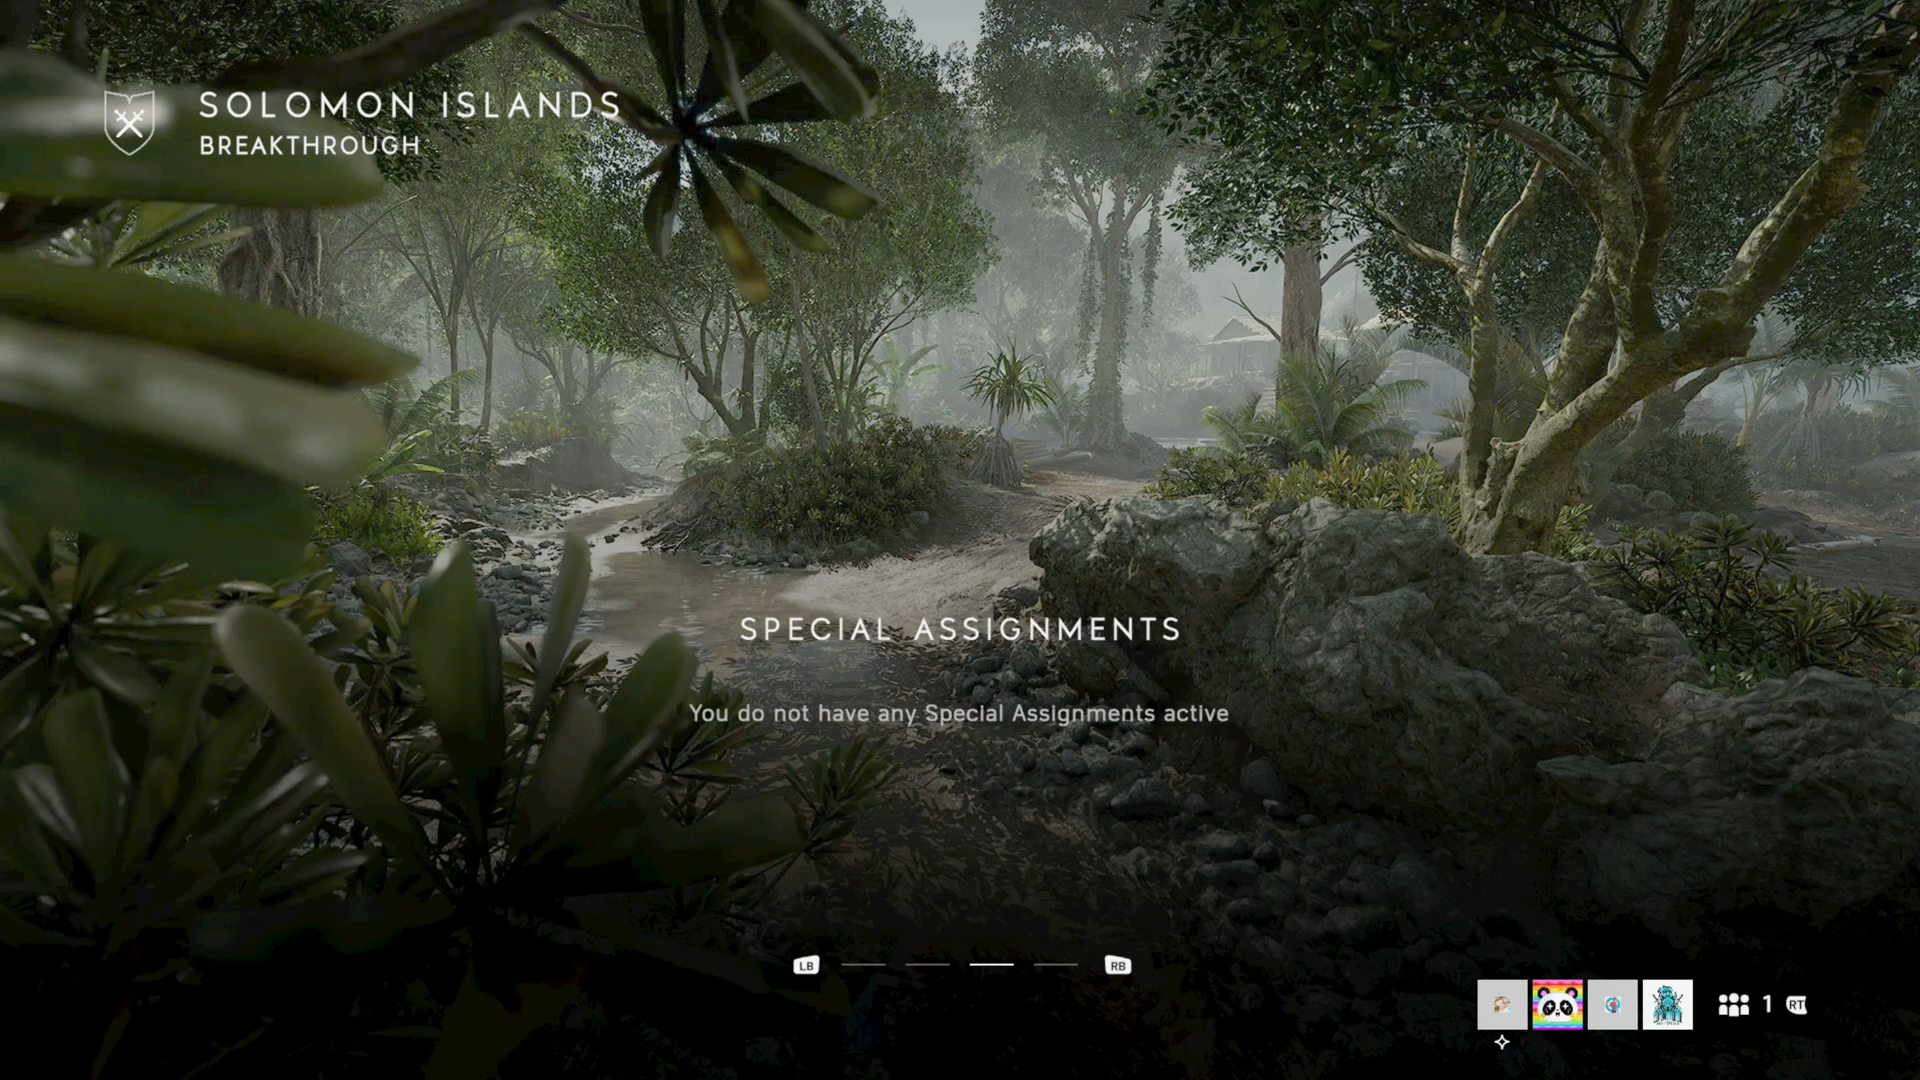 SOLOMON ISLANDS
BREAKTHROUGH
SPECIAL ASSIGNMENTS
You do not have any Special Assignments active
LB
RB
1
RT